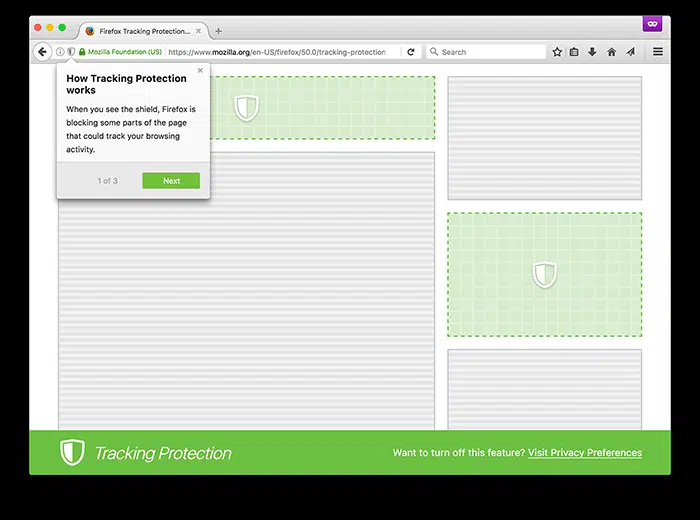 Firefox Tracking Protection...
Mozilla Foundation (US)
https://www.mozilla.org/en-US/firefox/50.0/tracking-protection
Search
How Tracking Protection
works
When you see the shield, Firefox is
blocking some parts of the page
that could track your browsing
activity.
1 of 3
Next
Tracking Protection
Want to turn off this feature? Visit Privacy Preferences